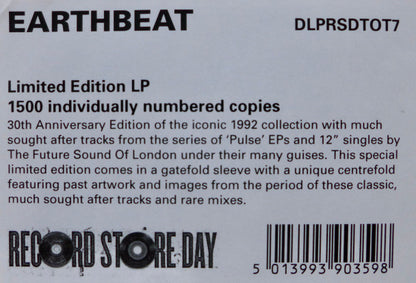 EARTHBEAT DLPRSDTOT7
Limited Edition LP
1500 individually numbered copies
30th Anniversary Edition of the iconic 1992 collection with much
sought after tracks from the series of ‘Pulse’ EPs and 12” singles by
The Future Sound Of London under their many guises. This special
limited edition comes in a gatefold sleeve with a unique centrefold
featuring past artwork and images from the period of these classic,
much sought after tracks and rare mixes.
RECORD STORE DAY
5 013993 903598